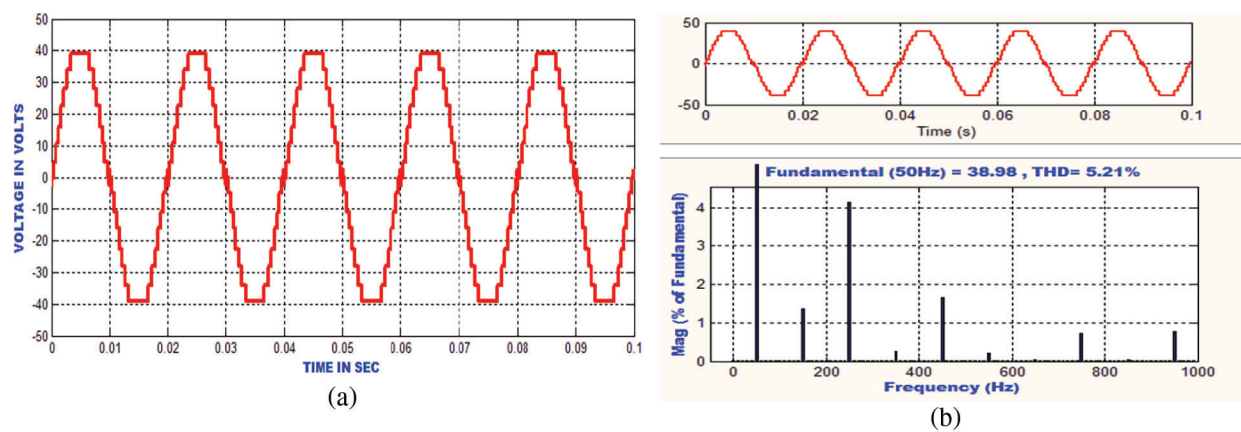 50
40
30
20
10
0
-10
-20
-30
-40
-50
VOLTAGE IN VOLTS
0 0.01 0.02 0.03 0.04 0.05 0.06 0.07 0.08 0.09 0.1
TIME IN SEC
(a)
50
0
-50
0 0.02 0.04 0.06 0.08 0.1
Time (s)
Fundamental (50Hz) = 38.98 , THD= 5.21%
Mag (% of Fundamental)
4
3
2
1
0
0 200 400 600 800 1000
Frequency (Hz)
(b)